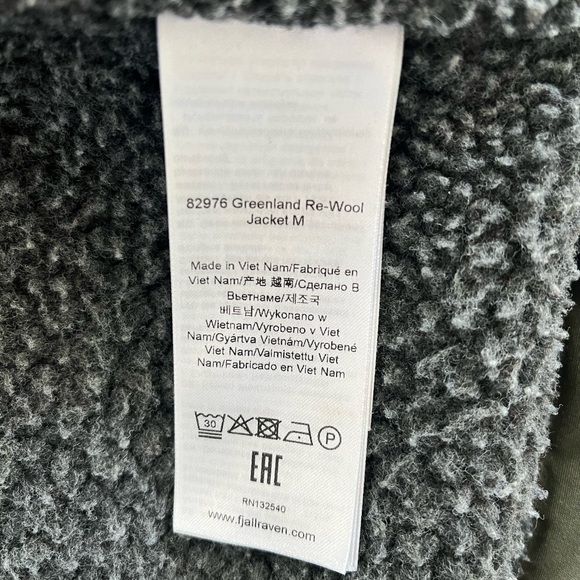 82976 Greenland Re-Wool
Jacket M
Made in Viet Nam/Fabriqué en
Viet Nam/产地 越南/Сделано В
Вьетнаме/제조국
베트남/Wykonano w
Wietnam/Vyrobeno v Viet
Nam/Gyártva Vietnám/Vyrobené
Viet Nam/Valmistettu Viet
Nam/Fabricado en Viet Nam
30 P
EAC
RN132540
www.fjallraven.com